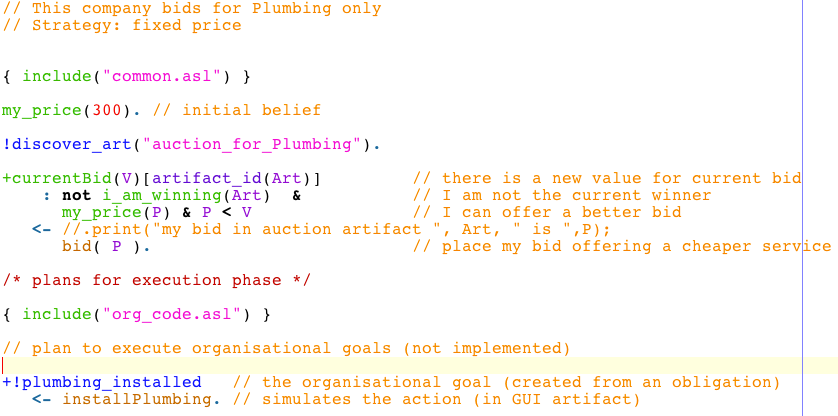 // This company bids for Plumbing only
// Strategy: fixed price
{ include("common.asl") }
my_price(300). // initial belief
!discover_art("auction_for_Plumbing").
+currentBid(V)[artifact_id(Art)]         // there is a new value for current bid
    : not i_am_winning(Art)  &           // I am not the current winner
      my_price(P) & P < V                // I can offer a better bid
   <- //.print("my bid in auction artifact ", Art, " is ",P);
      bid( P ).                          // place my bid offering a cheaper service
/* plans for execution phase */
{ include("org_code.asl") }
// plan to execute organisational goals (not implemented)
+!plumbing_installed   // the organisational goal (created from an obligation)
   <- installPlumbing. // simulates the action (in GUI artifact)